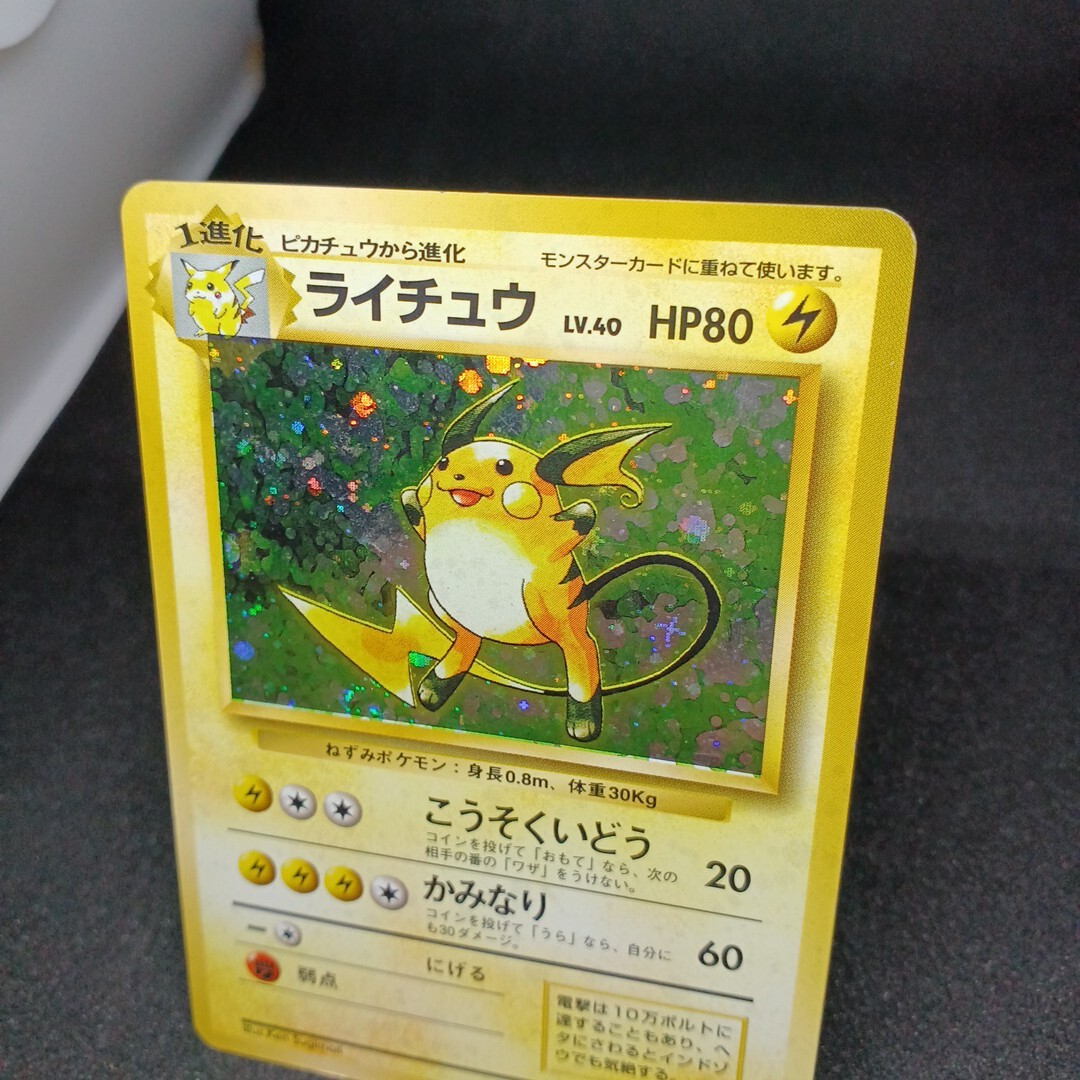 1進化
ピカチュウから進化
モンスターカードに重ねて使います。
ライチュウ LV.40 HP80
ねずみポケモン：身長0.8m、体重30Kg
こうそくいどう 20
コインを投げて「おもて」なら、次の
相手の番の「ワザ」をうけない。
かみなり 60
コインを投げて「うら」なら、自分に
も30ダメージ。
にげる
弱点
電撃は10万ボルトに
達することもあり、ヘ
タにさわるとインドゾ
ウでも気絶する。
Illus. Ken Sugimori